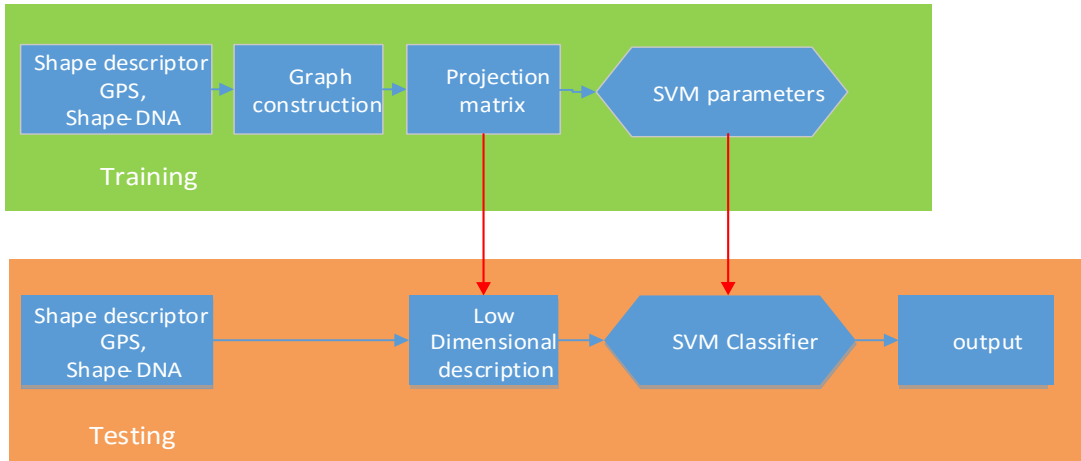 Shape descriptor
GPS,
Shape-DNA
Graph
construction
Projection
matrix
SVM parameters
Training
Shape descriptor
GPS,
Shape-DNA
Low
Dimensional
description
SVM Classifier
output
Testing